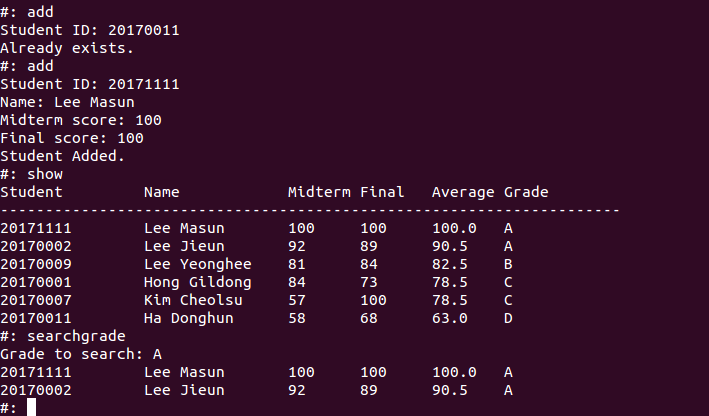 #: add
Student ID: 20170011
Already exists.
#: add
Student ID: 20171111
Name: Lee Masun
Midterm score: 100
Final score: 100
Student Added.
#: show
Student         Name            Midterm Final   Average Grade
---------------------------------------------------------------------
20171111        Lee Masun       100     100     100.0   A
20170002        Lee Jieun       92      89      90.5    A
20170009        Lee Yeonghee    81      84      82.5    B
20170001        Hong Gildong    84      73      78.5    C
20170007        Kim Cheolsu     57      100     78.5    C
20170011        Ha Donghun      58      68      63.0    D
#: searchgrade
Grade to search: A
20171111        Lee Masun       100     100     100.0   A
20170002        Lee Jieun       92      89      90.5    A
#: